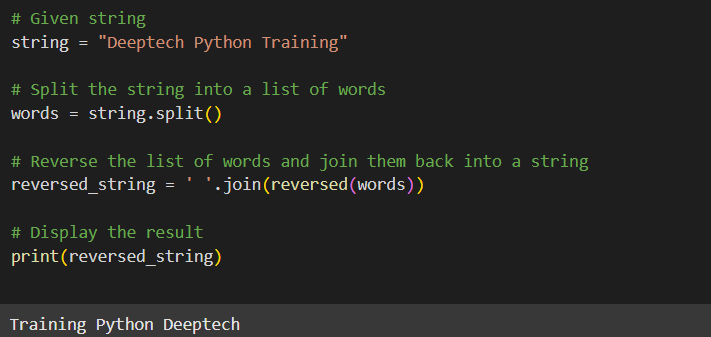 # Given string
string = "Deeptech Python Training"
# Split the string into a list of words
words = string.split()
# Reverse the list of words and join them back into a string
reversed_string = ' '.join(reversed(words))
# Display the result
print(reversed_string)
Training Python Deeptech